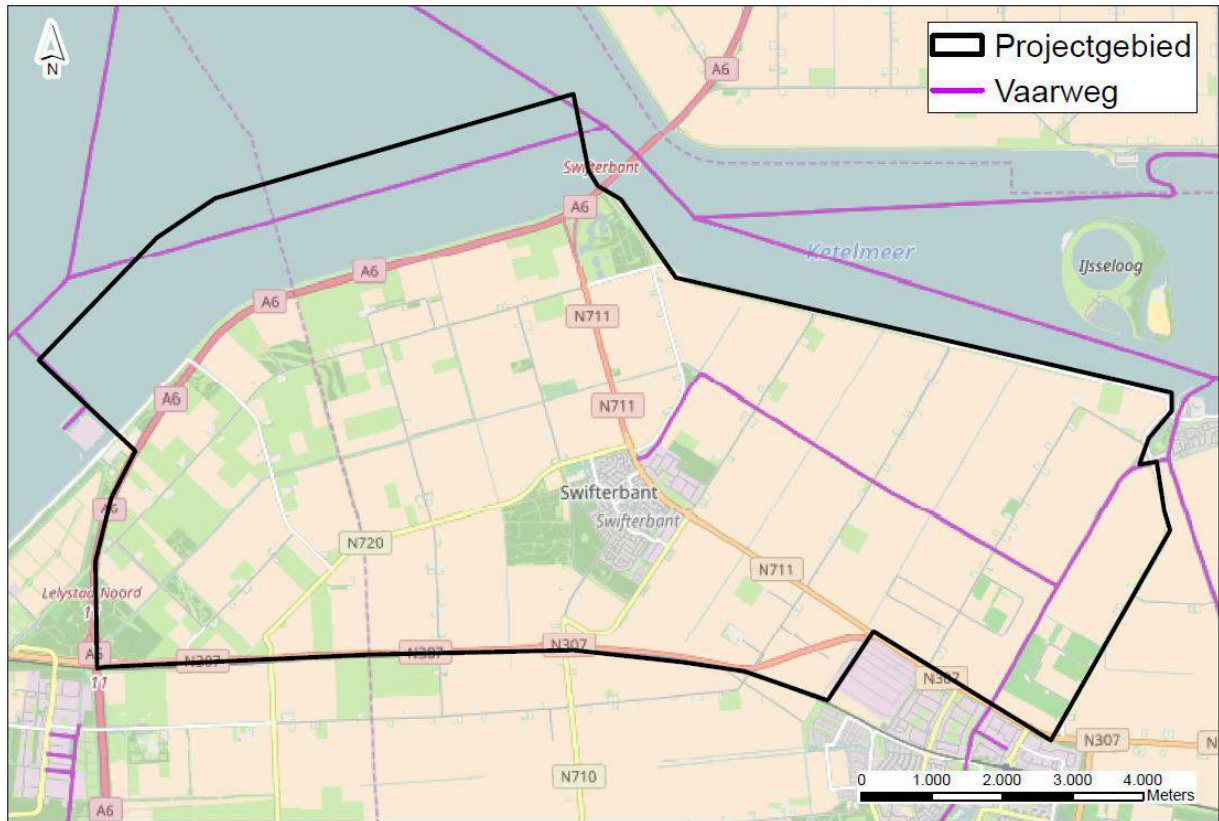 N
A6
Projectgebied
Vaarweg
Swifterbant
A6
A6
Ketelmeer
IJsseloog
A6
N711
A6
N711
Swifterbant
Swifterbant
A6
N720
N711
Lelystad Noord
1
A6
N307
N307
N307
11
N307
N307
N
N710
A6
0 1.000 2.000 3.000 4.000
Meters